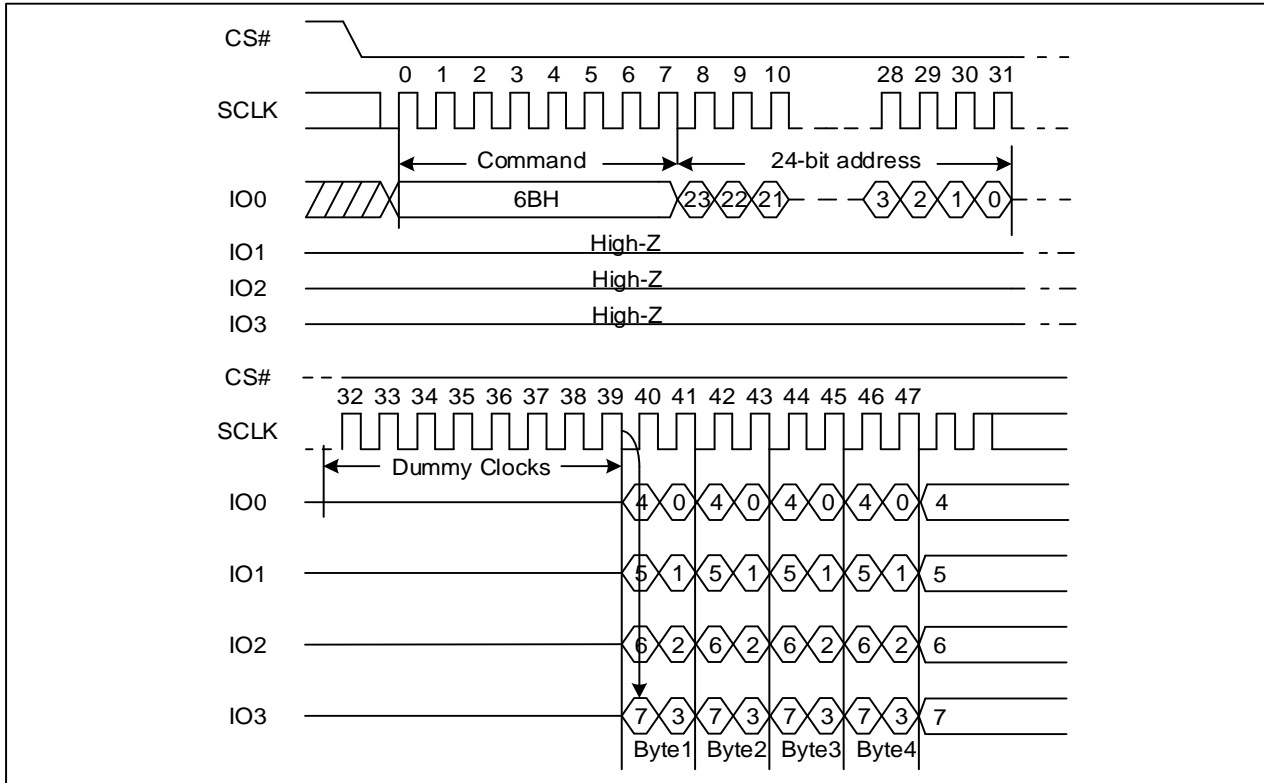 CS#
0 1 2 3 4 5 6 7 8 9 10 28 29 30 31
SCLK
Command 24-bit address
IO0 6BH 23 22 21 3 2 1 0
IO1 High-Z
IO2 High-Z
IO3 High-Z
CS#
32 33 34 35 36 37 38 39 40 41 42 43 44 45 46 47
SCLK
Dummy Clocks
IO0 4 0 4 0 4 0 4 0 4
IO1 5 1 5 1 5 1 5 1 5
IO2 6 2 6 2 6 2 6 2 6
IO3 7 3 7 3 7 3 7 3 7
Byte1 Byte2 Byte3 Byte4